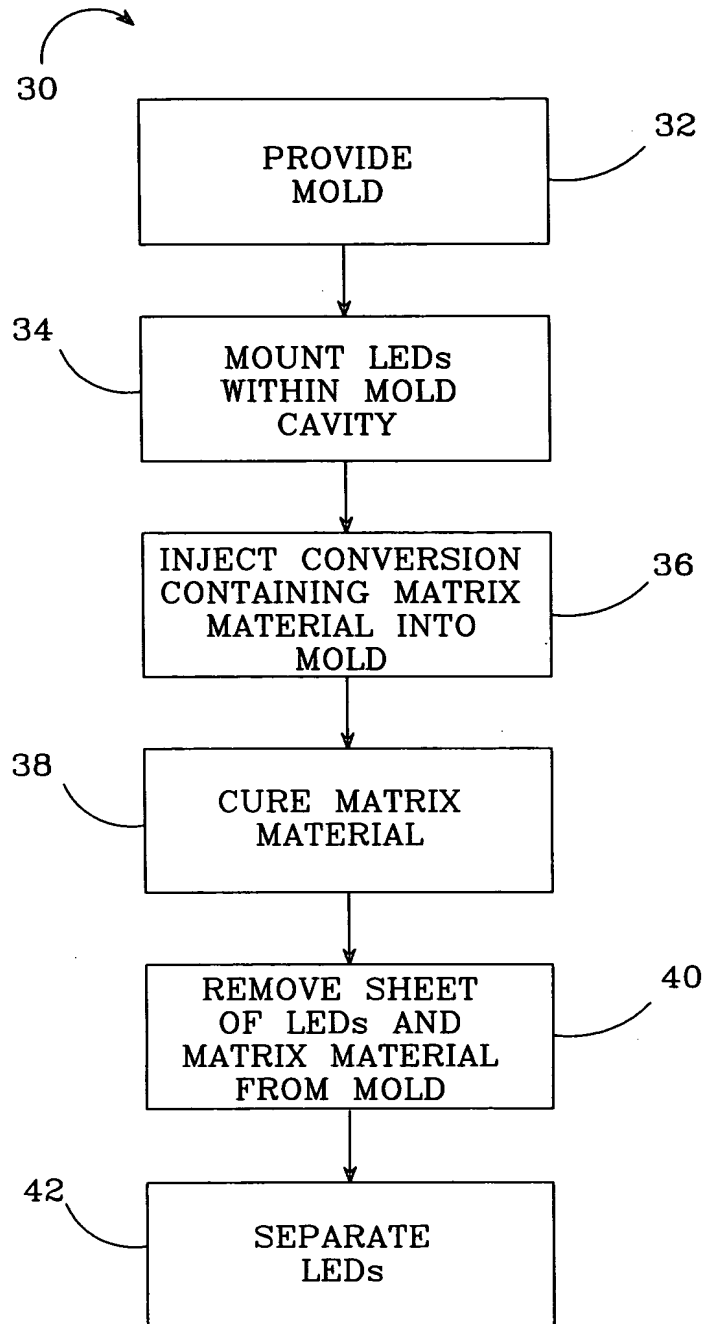 30
PROVIDE
MOLD
32
34
MOUNT LEDs
WITHIN MOLD
CAVITY
INJECT CONVERSION
CONTAINING MATRIX
MATERIAL INTO
MOLD
36
38
CURE MATRIX
MATERIAL
REMOVE SHEET
OF LEDs AND
MATRIX MATERIAL
FROM MOLD
40
42
SEPARATE
LEDs